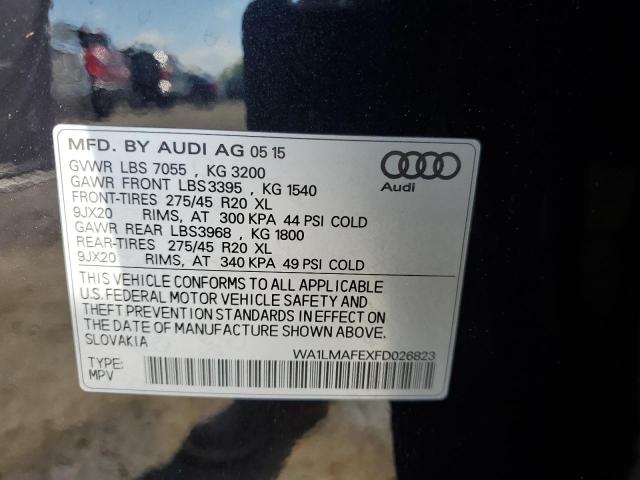 MFD. BY AUDI AG 05 15
GVWR LBS 7055 , KG 3200
GAWR FRONT LBS3395 , KG 1540
FRONT-TIRES 275/45 R20 XL
9JX20 RIMS, AT 300 KPA 44 PSI COLD
GAWR REAR LBS3968 , KG 1800
REAR-TIRES 275/45 R20 XL
9JX20 RIMS, AT 340 KPA 49 PSI COLD
Audi
THIS VEHICLE CONFORMS TO ALL APPLICABLE
U.S. FEDERAL MOTOR VEHICLE SAFETY AND
THEFT PREVENTION STANDARDS IN EFFECT ON
THE DATE OF MANUFACTURE SHOWN ABOVE.
SLOVAKIA
WA1LMAFEXFD026823
TYPE:
MPV